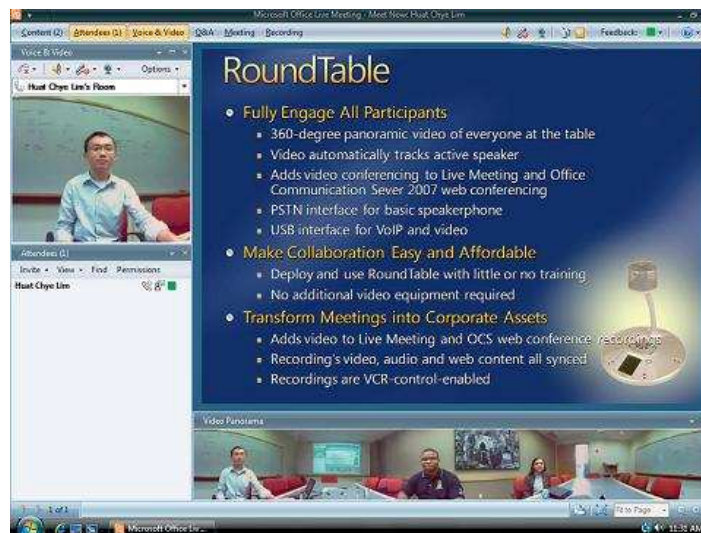 Microsoft Office Live Meeting - Meet Now: Huat Chye Lim
Content (2) Attendees (1) Voice & Video Q&A Meeting Recording Feedback:
Voice & Video
Options
Huat Chye Lim's Room
Attendees (1)
Invite View Find Permissions
Huat Chye Lim
RoundTable
Fully Engage All Participants
360-degree panoramic video of everyone at the table
Video automatically tracks active speaker
Adds video conferencing to Live Meeting and Office
Communication Sever 2007 web conferencing
PSTN interface for basic speakerphone
USB interface for VoIP and video
Make Collaboration Easy and Affordable
Deploy and use RoundTable with little or no training
No additional video equipment required
Transform Meetings into Corporate Assets
Adds video to Live Meeting and OCS web conference recordings
Recording's video, audio and web content all synced
Recordings are VCR-control-enabled
Video Panorama
1 of 1
Fit to Page
Microsoft Office Liv...
11:31 AM